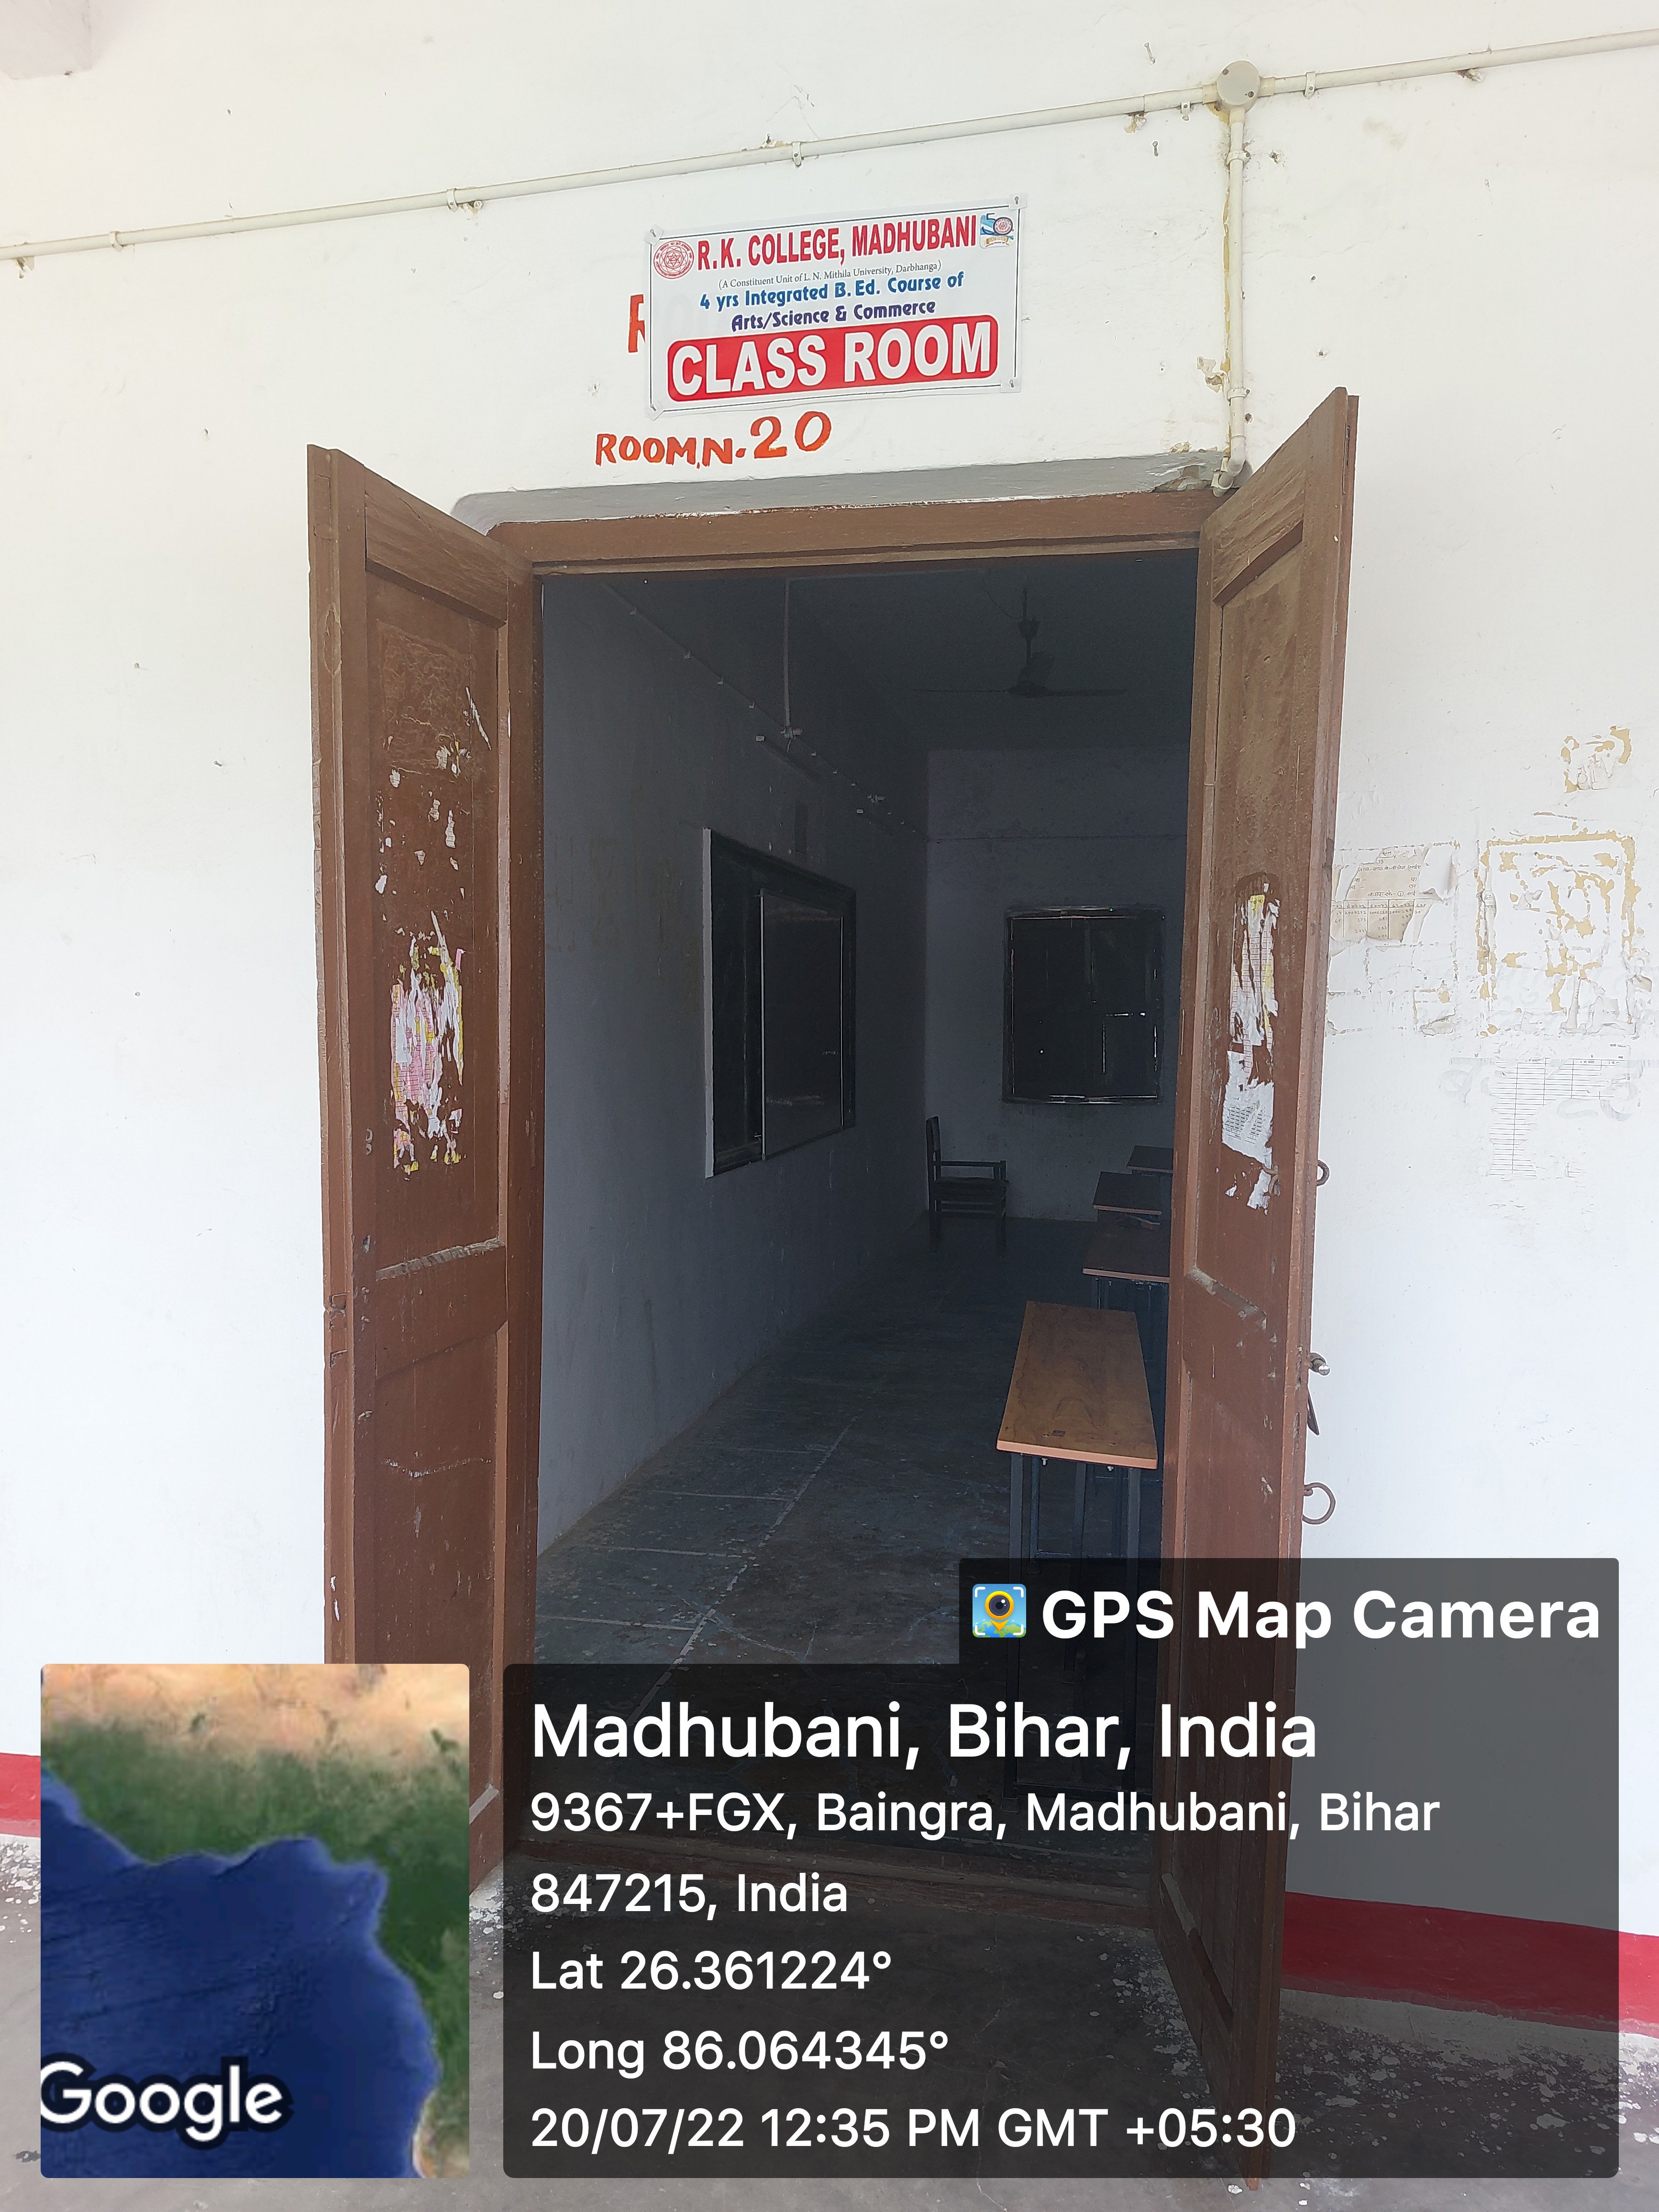 R.K. COLLEGE, MADHUBANI
(A Constituent Unit of L. N. Mithila University, Darbhanga)
4 yrs Integrated B. Ed. Course of
Arts/Science & Commerce
CLASS ROOM
ROOM.N. 20
GPS Map Camera
Madhubani, Bihar, India
9367+FGX, Baingra, Madhubani, Bihar
847215, India
Lat 26.361224°
Long 86.064345°
20/07/22 12:35 PM GMT +05:30
Google